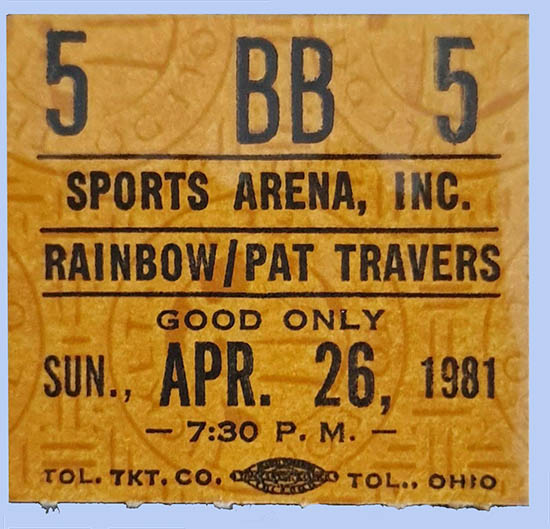 5 BB 5
SPORTS ARENA, INC.
RAINBOW/PAT TRAVERS
GOOD ONLY
SUN., APR. 26, 1981
— 7:30 P. M. —
TOL. TKT. CO. TOL., OHIO